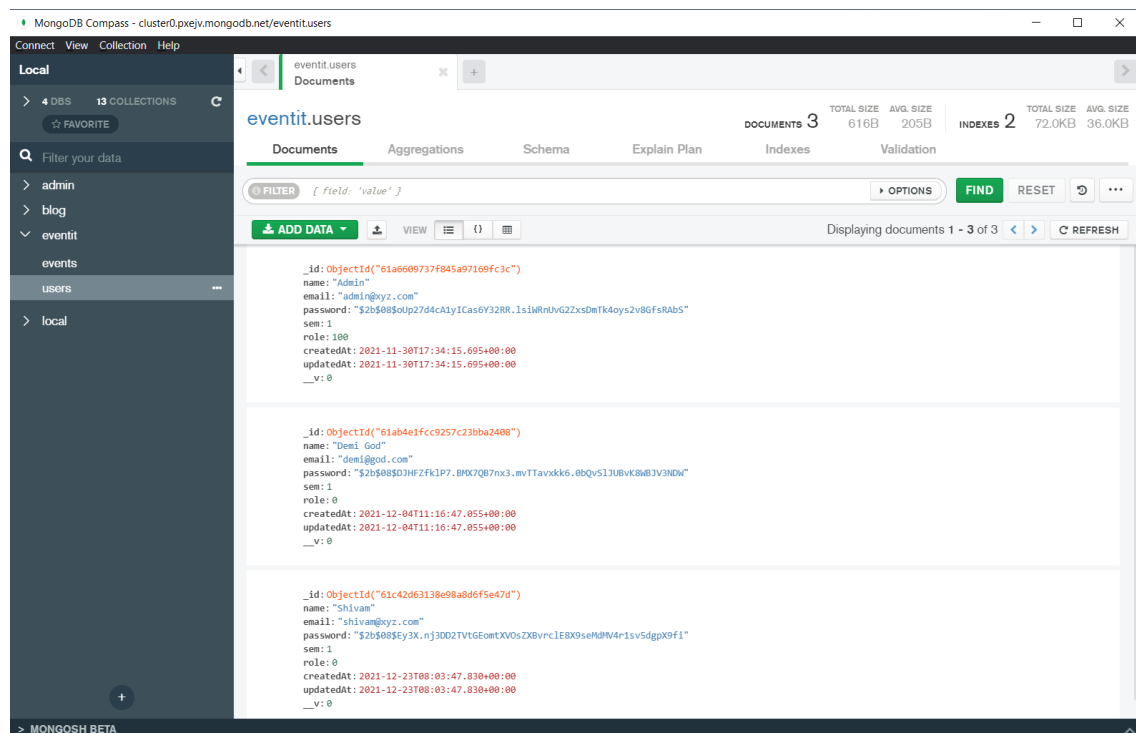 MongoDB Compass - cluster0.pxejv.mongodb.net/eventit.users
Connect View Collection Help
Local
4 DBS 13 COLLECTIONS
☆ FAVORITE
Filter your data
admin
blog
eventit
events
users
local
> MONGOSH BETA
eventit.users
Documents
eventit.users
DOCUMENTS 3
TOTAL SIZE 616B
AVG. SIZE 205B
INDEXES 2
TOTAL SIZE 72.0KB
AVG. SIZE 36.0KB
Documents Aggregations Schema Explain Plan Indexes Validation
FILTER { field: 'value' } OPTIONS FIND RESET
ADD DATA VIEW {} Displaying documents 1 - 3 of 3 < > REFRESH
_id: ObjectId("61a6609737f845a97169fc3c")
name: "Admin"
email: "admin@xyz.com"
password: "$2b$08$oUp27d4cA1yICas6Y32RR.lsiWRnUvG2ZxsDmTk4oys2v8GfsRAbS"
sem: 1
role: 100
createdAt: 2021-11-30T17:34:15.695+00:00
updatedAt: 2021-11-30T17:34:15.695+00:00
__v: 0
_id: ObjectId("61ab4e1fcc9257c23bba2408")
name: "Demi God"
email: "demi@god.com"
password: "$2b$08$DJHFZfklP7.BMX7QB7nx3.mvTTavxkk6.0bQvSlJUBvK8WBJV3NDW"
sem: 1
role: 0
createdAt: 2021-12-04T11:16:47.055+00:00
updatedAt: 2021-12-04T11:16:47.055+00:00
__v: 0
_id: ObjectId("61c42d63138e98a8d6f5e47d")
name: "Shivam"
email: "shivam@xyz.com"
password: "$2b$08$Ey3X.nj3DD2TVtGEomtXVOsZXBvrclE8X9seMdMV4r1sv5dgpX9fi"
sem: 1
role: 0
createdAt: 2021-12-23T08:03:47.830+00:00
updatedAt: 2021-12-23T08:03:47.830+00:00
__v: 0